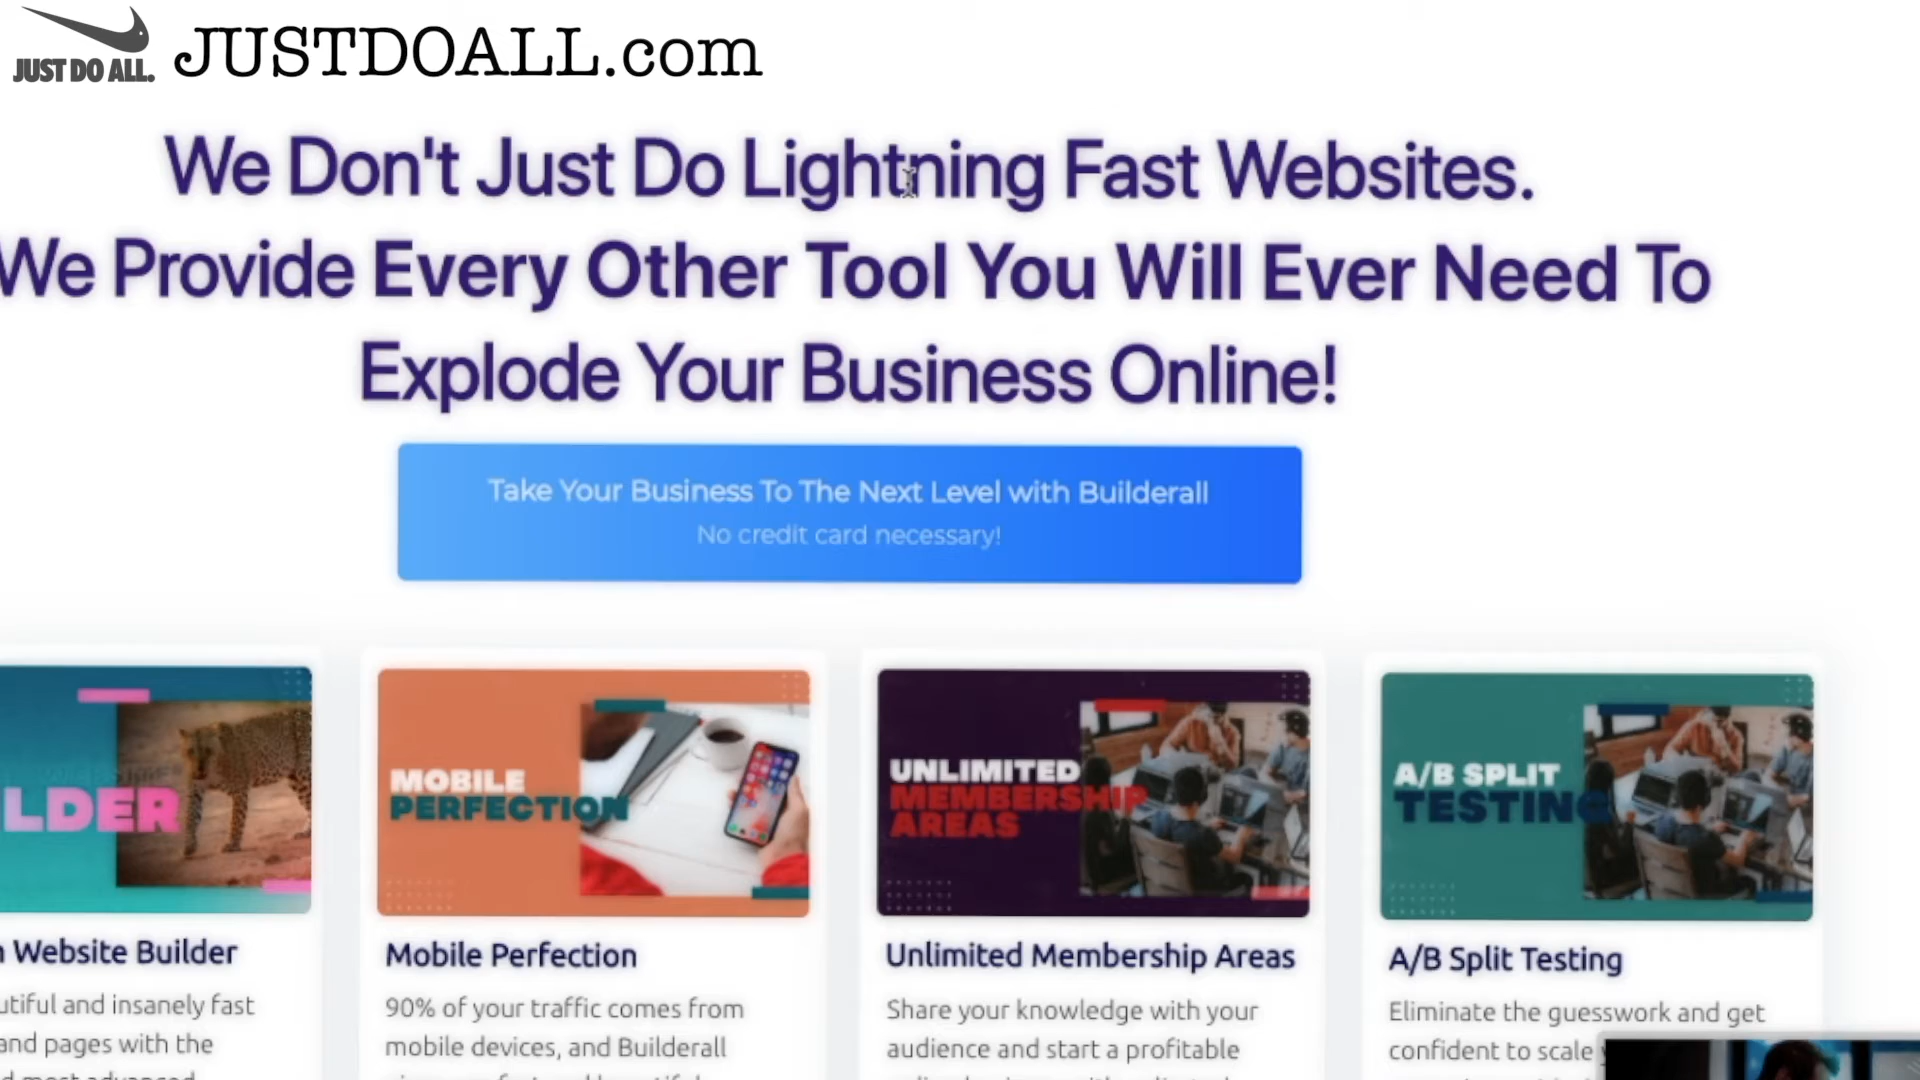 JUST DO ALL.
JUSTDOALL.com
We Don't Just Do Lightning Fast Websites.
We Provide Every Other Tool You Will Ever Need To
Explode Your Business Online!
Take Your Business To The Next Level with Builderall
No credit card necessary!
LDER
MOBILE
PERFECTION
UNLIMITED
MEMBERSHIP
AREAS
A/B SPLIT
TESTING
Website Builder
and insanely fast
and pages with the
Mobile Perfection
90% of your traffic comes from
mobile devices, and Builderall
Unlimited Membership Areas
Share your knowledge with your
audience and start a profitable
A/B Split Testing
Eliminate the guesswork and get
confident to scale